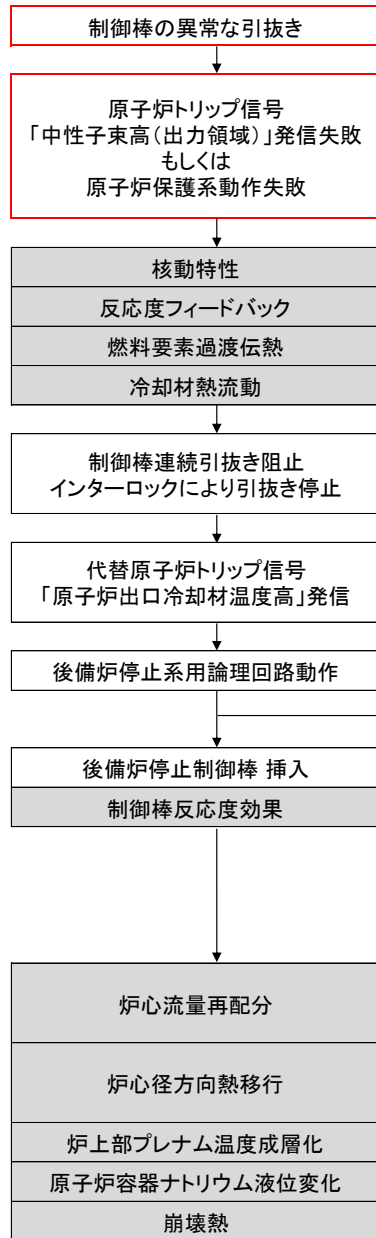 制御棒の異常な引抜き
原子炉トリップ信号
「中性子束高(出力領域)」発信失敗
もしくは
原子炉保護系動作失敗
核動特性
反応度フィードバック
燃料要素過渡伝熱
冷却材熱流動
制御棒連続引抜き阻止
インターロックにより引抜き停止
代替原子炉トリップ信号
「原子炉出口冷却材温度高」発信
後備炉停止系用論理回路動作
後備炉停止制御棒 挿入
制御棒反応度効果
炉心流量再配分
炉心径方向熱移行
炉上部プレナム温度成層化
原子炉容器ナトリウム液位変化
崩壊熱